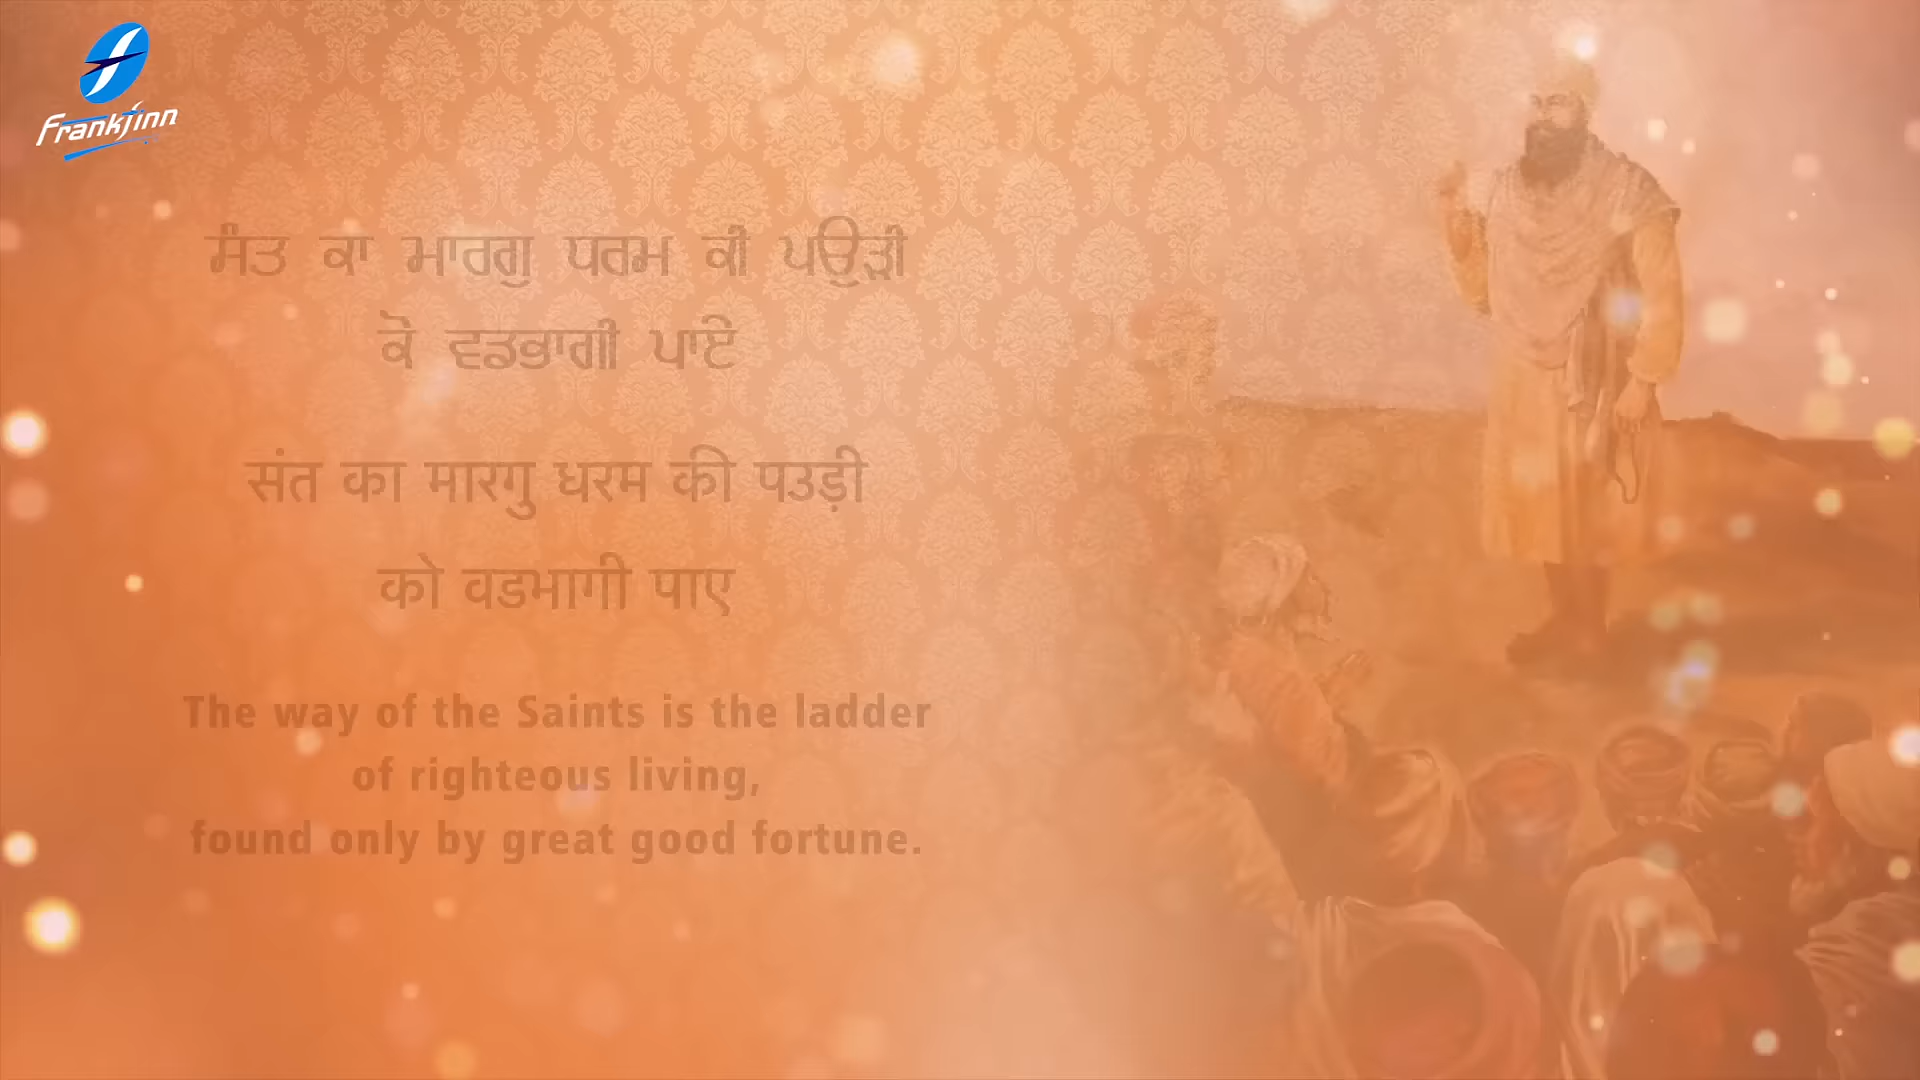 Frankfinn
ਸੰਤ ਕਾ ਮਾਰਗੁ ਧਰਮ ਕੀ ਪਉੜੀ
ਕੋ ਵਡਭਾਗੀ ਪਾਏ
संत का मारगु धरम की पउड़ी
को वडभागी पाए
The way of the Saints is the ladder
of righteous living,
found only by great good fortune.